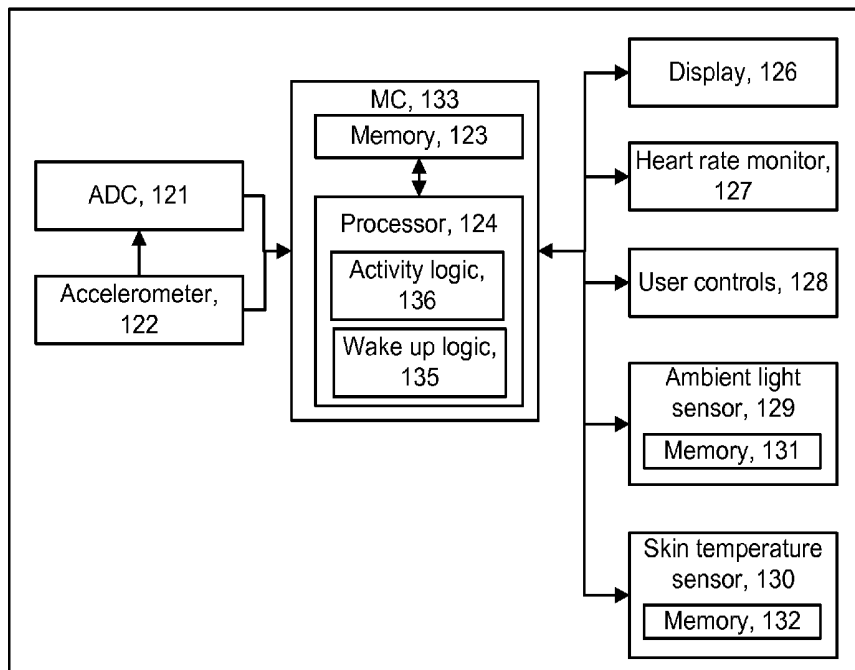 ADC, 121
Accelerometer,
122
MC, 133
Memory, 123
Processor, 124
Activity logic,
136
Wake up logic,
135
Display, 126
Heart rate monitor,
127
User controls, 128
Ambient light
sensor, 129
Memory, 131
Skin temperature
sensor, 130
Memory, 132